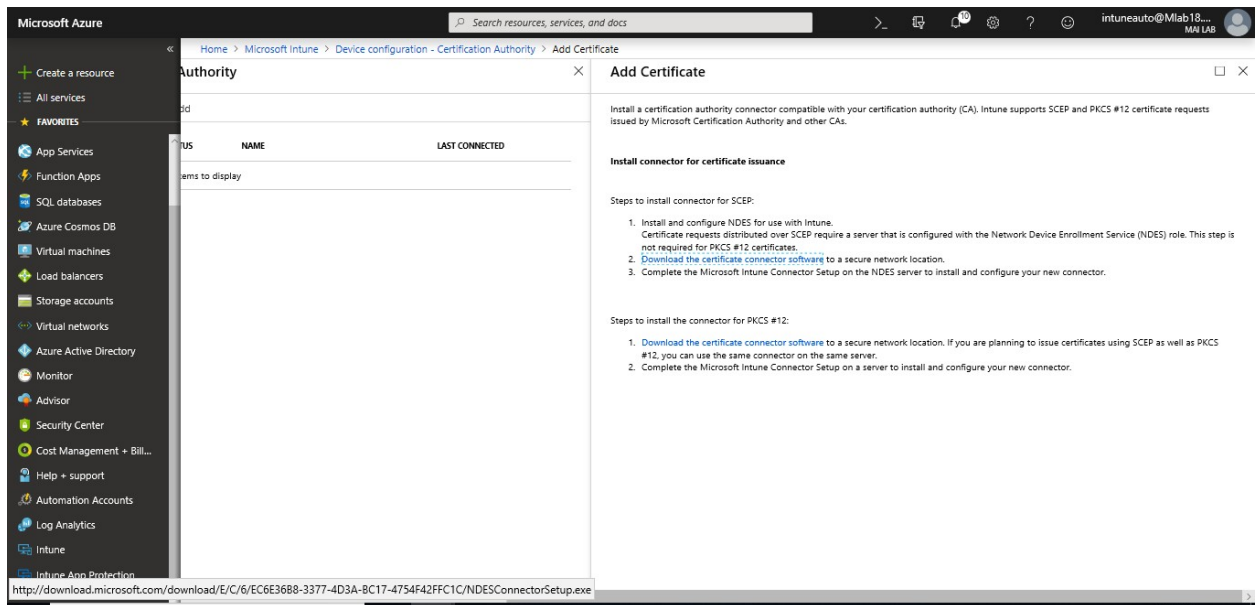 Microsoft Azure
Search resources, services, and docs
10
intuneauto@Mlab18....
MAI LAB
Home > Microsoft Intune > Device configuration - Certification Authority > Add Certificate
Create a resource
All services
FAVORITES
App Services
Function Apps
SQL databases
Azure Cosmos DB
Virtual machines
Load balancers
Storage accounts
Virtual networks
Azure Active Directory
Monitor
Advisor
Security Center
Cost Management + Bill...
Help + support
Automation Accounts
Log Analytics
Intune
Intune App Protection
Authority
dd
TUS NAME LAST CONNECTED
ems to display
Add Certificate
Install a certification authority connector compatible with your certification authority (CA). Intune supports SCEP and PKCS #12 certificate requests
issued by Microsoft Certification Authority and other CAs.
Install connector for certificate issuance
Steps to install connector for SCEP:
1. Install and configure NDES for use with Intune.
Certificate requests distributed over SCEP require a server that is configured with the Network Device Enrollment Service (NDES) role. This step is
not required for PKCS #12 certificates.
2. Download the certificate connector software to a secure network location.
3. Complete the Microsoft Intune Connector Setup on the NDES server to install and configure your new connector.
Steps to install the connector for PKCS #12:
1. Download the certificate connector software to a secure network location. If you are planning to issue certificates using SCEP as well as PKCS
#12, you can use the same connector on the same server.
2. Complete the Microsoft Intune Connector Setup on a server to install and configure your new connector.
http://download.microsoft.com/download/E/C/6/EC6E36B8-3377-4D3A-BC17-4754F42FFC1C/NDESConnectorSetup.exe